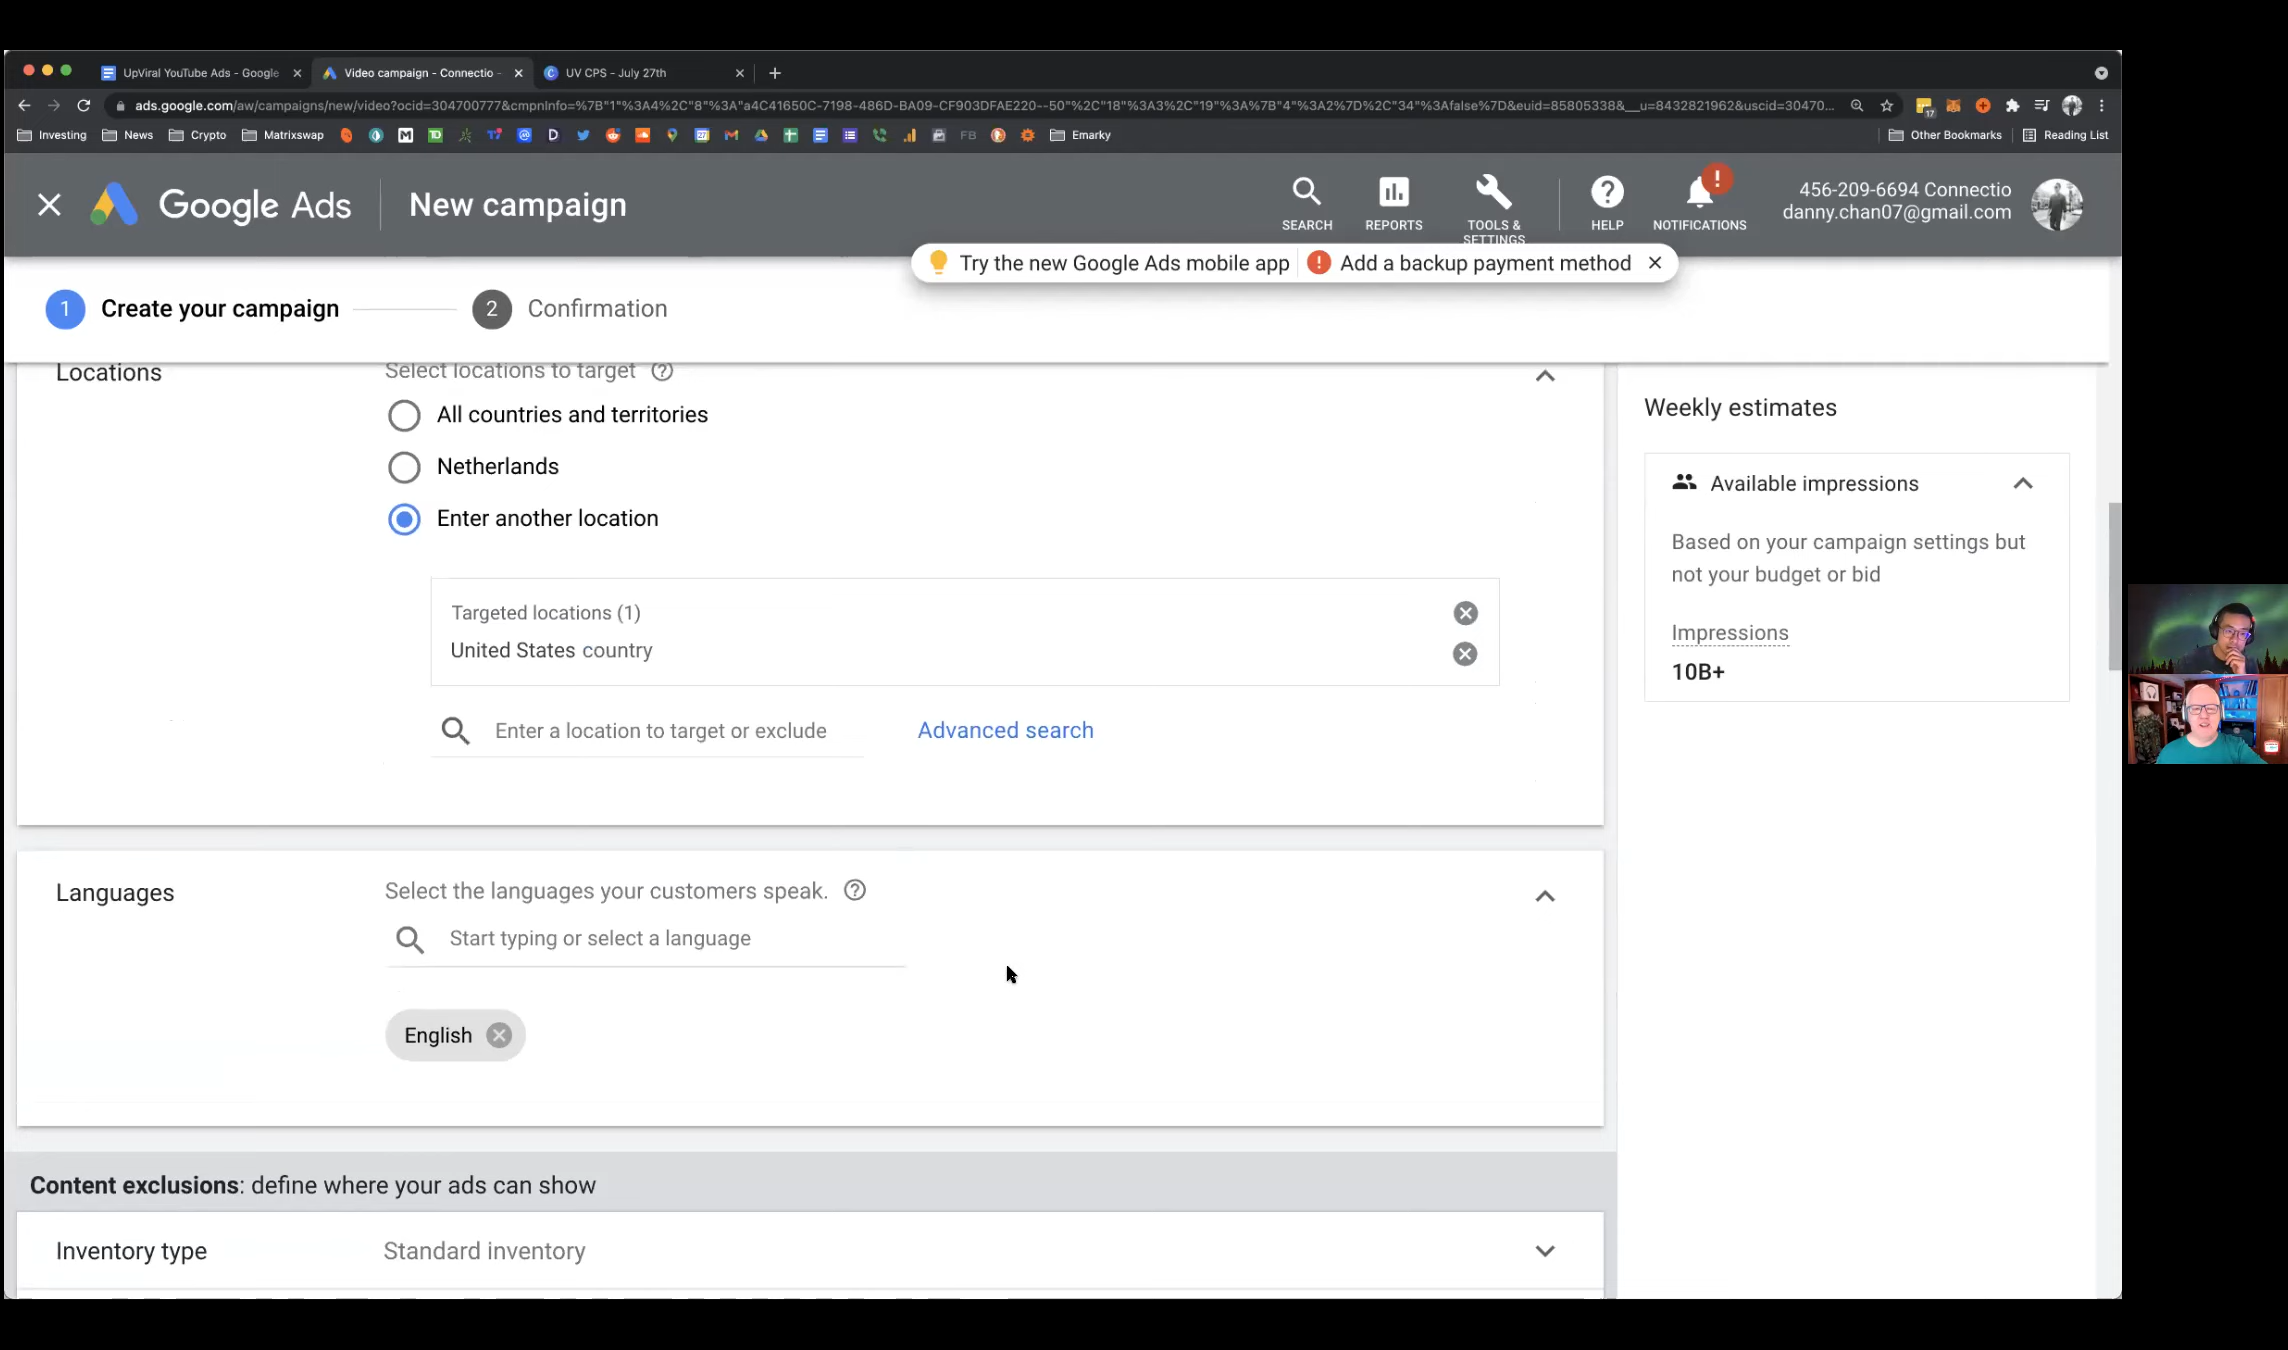 UpViral YouTube Ads - Google
Video campaign - Connectio -
UV CPS - July 27th
ads.google.com/aw/campaigns/new/video?ocid=304700777&cmpnInfo=%7B"1"%3A4%2C"8"%3A"a4C41650C-7198-486D-BA09-CF903DFAE220--50"%2C"18"%3A3%2C"19"%3A%7B"4"%3A2%7D%2C"34"%3Afalse%7D&euid=85805338&__u=8432821962&uscid=30470...
17
Investing
News
Crypto
Matrixswap
FB
Emarky
Other Bookmarks
Reading List
Google Ads
New campaign
SEARCH
REPORTS
TOOLS &
SETTINGS
HELP
NOTIFICATIONS
456-209-6694 Connectio
danny.chan07@gmail.com
Try the new Google Ads mobile app
Add a backup payment method
1 Create your campaign
2 Confirmation
Locations
Select locations to target
All countries and territories
Netherlands
Enter another location
Targeted locations (1)
United States country
Enter a location to target or exclude
Advanced search
Weekly estimates
Available impressions
Based on your campaign settings but
not your budget or bid
Impressions
10B+
Languages
Select the languages your customers speak.
Start typing or select a language
English
Content exclusions: define where your ads can show
Inventory type
Standard inventory